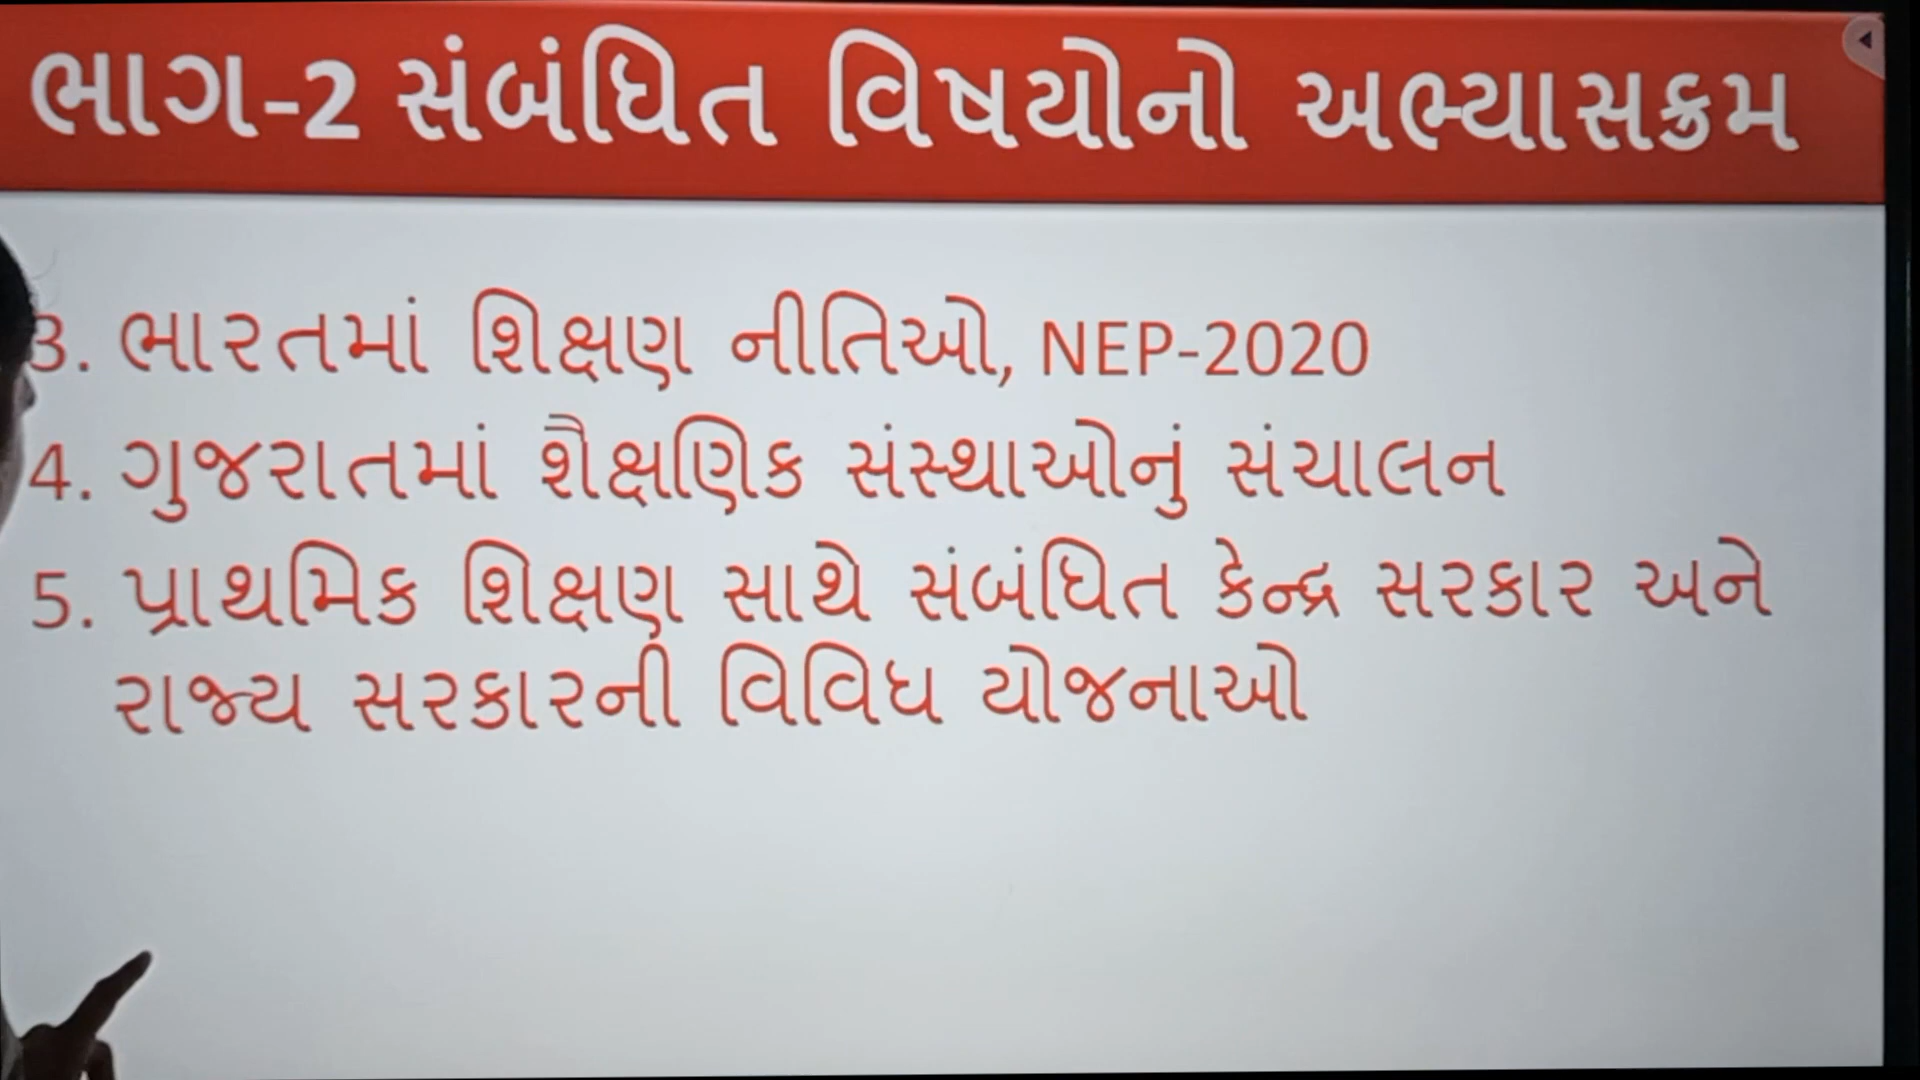 ભાગ-2 સંબંધિત વિષયોનો અભ્યાસક્રમ
3. ભારતમાં શિક્ષણ નીતિઓ, NEP-2020
4. ગુજરાતમાં શૈક્ષણિક સંસ્થાઓનું સંચાલન
5. પ્રાથમિક શિક્ષણ સાથે સંબંધિત કેન્દ્ર સરકાર અને
રાજ્ય સરકારની વિવિધ યોજનાઓ